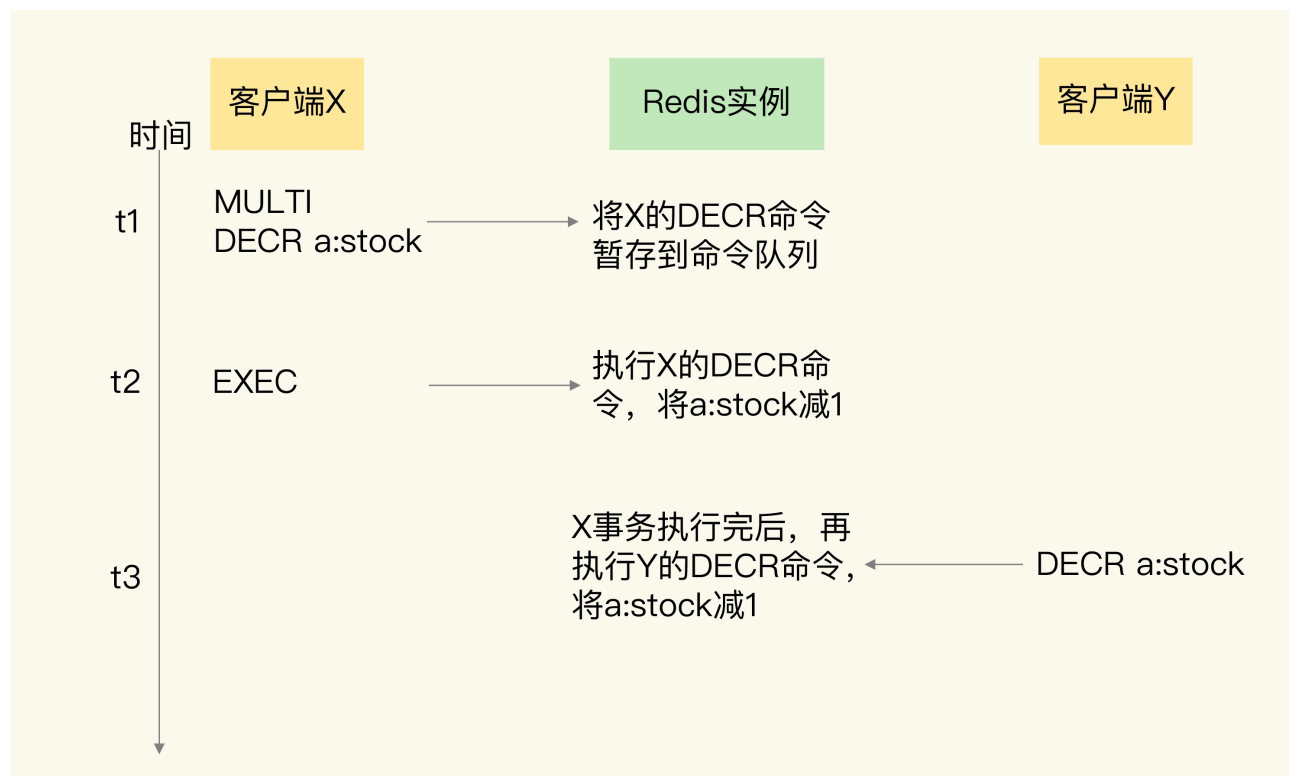 客户端X
Redis实例
客户端Y
时间
t1
MULTI
DECR a:stock
将X的DECR命令
暂存到命令队列
t2
EXEC
执行X的DECR命
令，将a:stock减1
t3
X事务执行完后，再
执行Y的DECR命令，
将a:stock减1
DECR a:stock